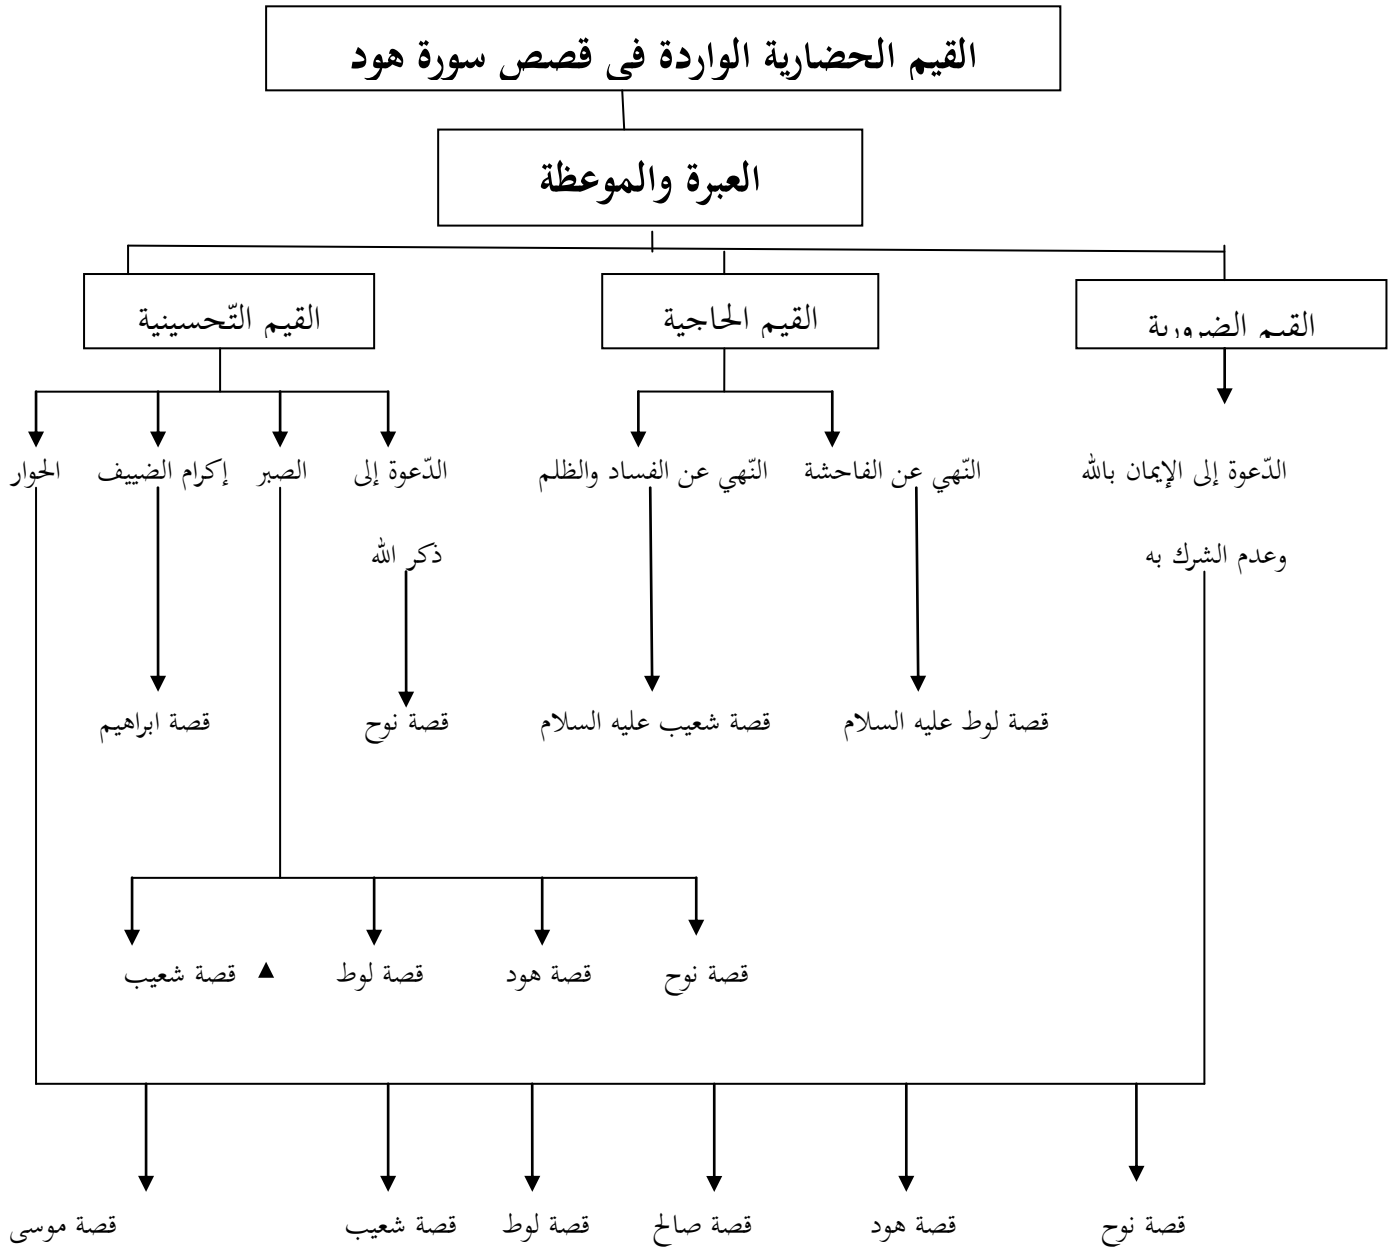 القيم الحضارية الواردة في قصص سورة هود
العبرة والموعظة
القيم الضرورية
القيم الحاجية
القيم التّحسينية
الدّعوة إلى الإيمان بالله
وعدم الشرك به
النّهي عن الفاحشة
النّهي عن الفساد والظلم
الدّعوة إلى
ذكر الله
الصبر
إكرام الضييف
الحوار
قصة لوط عليه السلام
قصة شعيب عليه السلام
قصة نوح
قصة ابراهيم
قصة نوح
قصة هود
قصة لوط
قصة شعيب
قصة نوح
قصة هود
قصة صالح
قصة لوط
قصة شعيب
قصة موسى